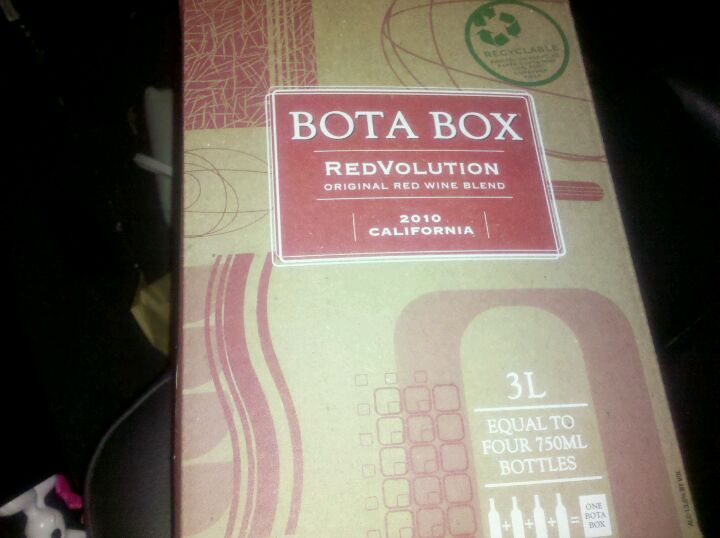 RECYCLABLE
BOTA BOX
REDVOLUTION
ORIGINAL RED WINE BLEND
2010
CALIFORNIA
3L
EQUAL TO
FOUR 750ML
BOTTLES
+ + + =
ONE
BOTA
BOX